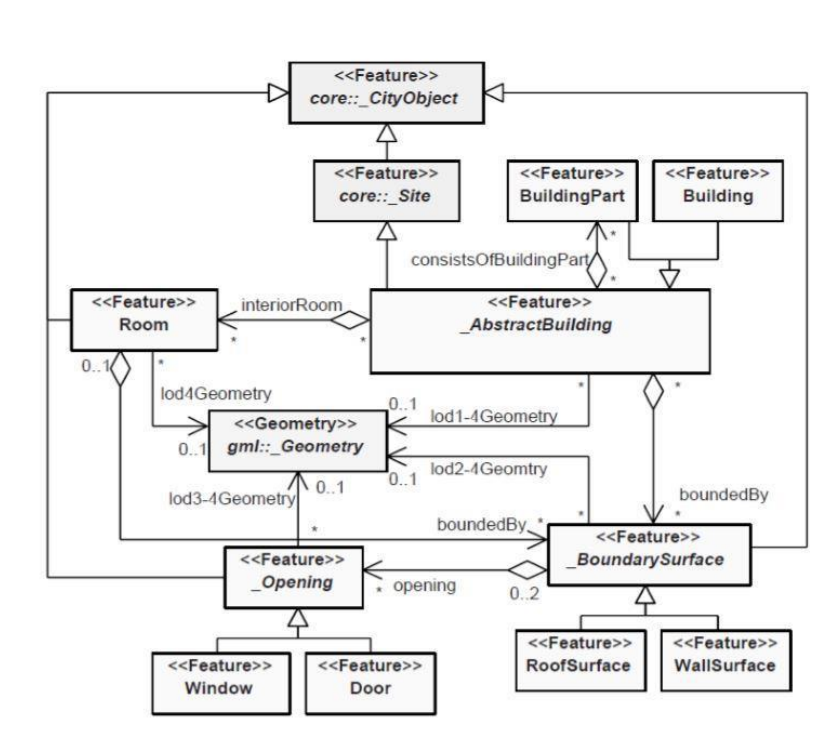 <<Feature>>
core::_CityObject
<<Feature>>
core::_Site
<<Feature>>
BuildingPart
<<Feature>>
Building
consistsOfBuildingPart
*
*
<<Feature>>
Room
interiorRoom
*
*
<<Feature>>
_AbstractBuilding
0..1
*
lod4Geometry
0..1
<<Geometry>>
gml::_Geometry
*
0..1
lod1-4Geometry
*
lod2-4Geomtry
0..1
*
boundedBy
*
lod3-4Geometry
0..1
*
boundedBy
*
<<Feature>>
_Opening
* opening
0..2
<<Feature>>
_BoundarySurface
<<Feature>>
Window
<<Feature>>
Door
<<Feature>>
RoofSurface
<<Feature>>
WallSurface